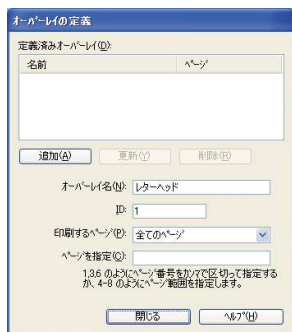 オーバーレイの定義
定義済みオーバーレイ(D):
名前 ページ
追加(A) 更新(Y) 削除(R)
オーバーレイ名(N): レターヘッド
ID: 1
印刷するページ(P): 全てのページ
ページを指定(C):
1,3,6 のようにページ番号をカンマで区切って指定する
か、4-8 のようにページ範囲を指定します。
閉じる ヘルプ(H)